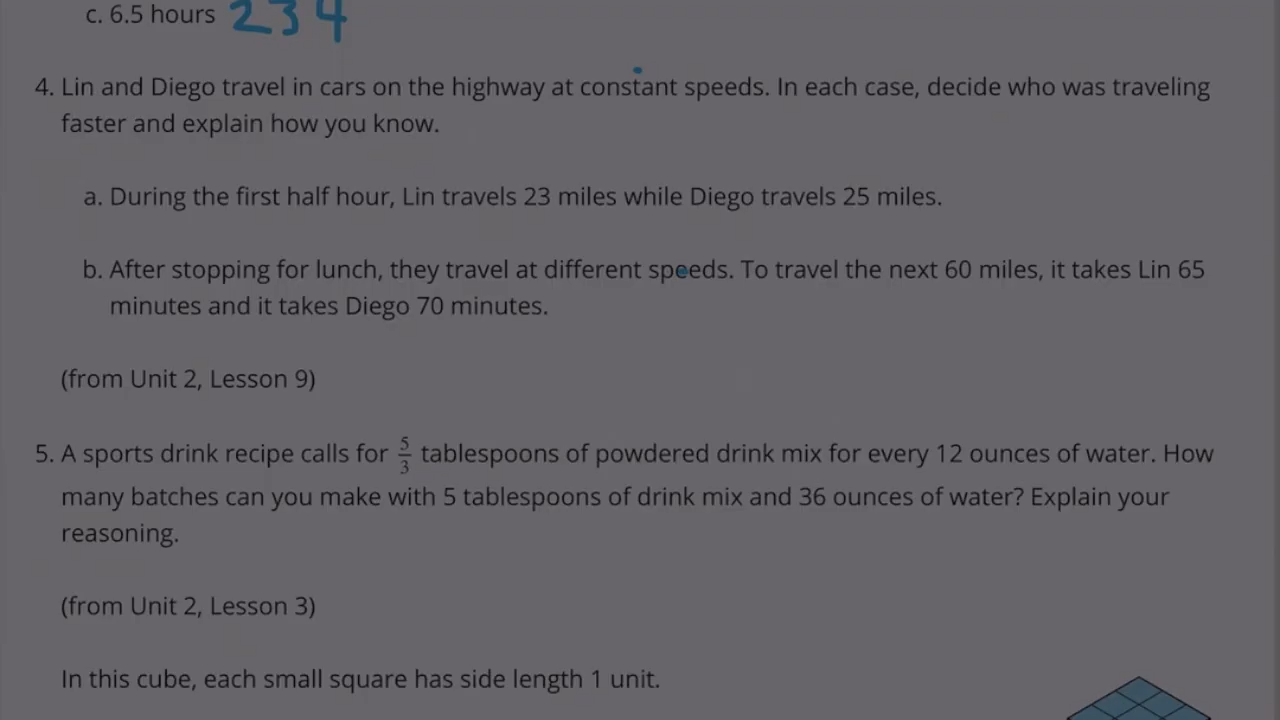 c. 6.5 hours 234
4. Lin and Diego travel in cars on the highway at constant speeds. In each case, decide who was traveling
faster and explain how you know.
a. During the first half hour, Lin travels 23 miles while Diego travels 25 miles.
b. After stopping for lunch, they travel at different speeds. To travel the next 60 miles, it takes Lin 65
minutes and it takes Diego 70 minutes.
(from Unit 2, Lesson 9)
5. A sports drink recipe calls for 5/3 tablespoons of powdered drink mix for every 12 ounces of water. How
many batches can you make with 5 tablespoons of drink mix and 36 ounces of water? Explain your
reasoning.
(from Unit 2, Lesson 3)
In this cube, each small square has side length 1 unit.